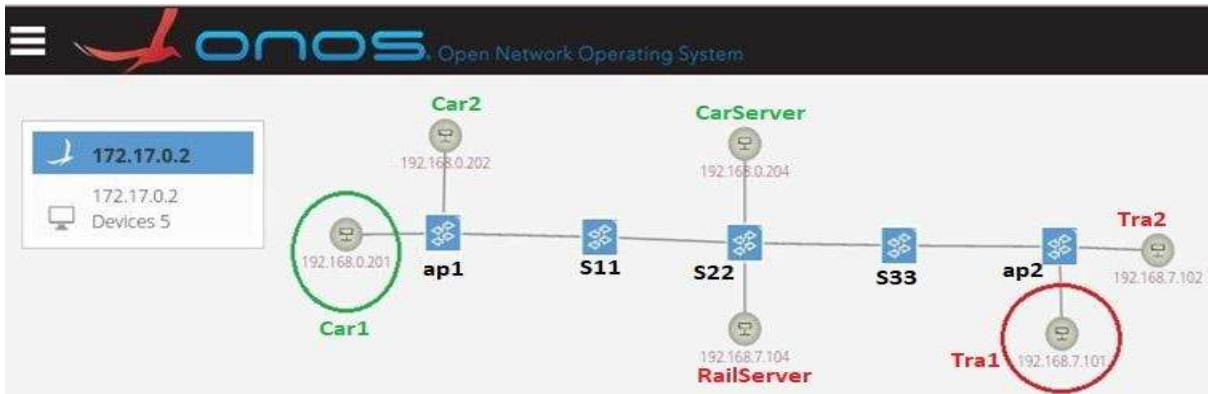 onos. Open Network Operating System
172.17.0.2
172.17.0.2
Devices 5
Car2
192.168.0.202
CarServer
192.168.0.204
192.168.0.201
Car1
ap1
S11
S22
S33
ap2
Tra2
192.168.7.102
192.168.7.104
RailServer
Tra1
192.168.7.101